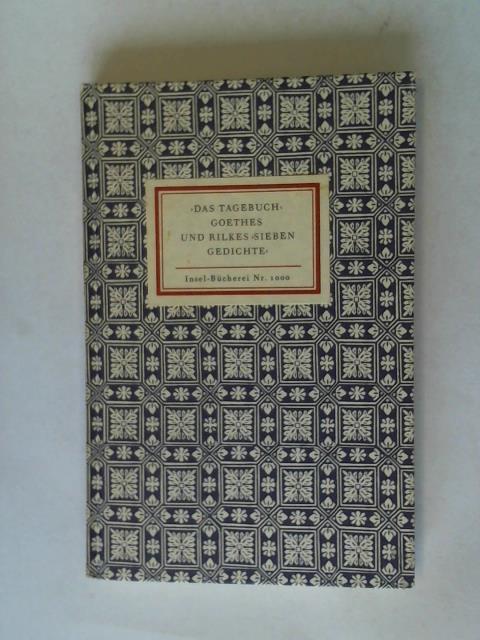 ›DAS TAGEBUCH‹
GOETHES
UND RILKES ›SIEBEN
GEDICHTE‹
Insel-Bücherei Nr. 1000